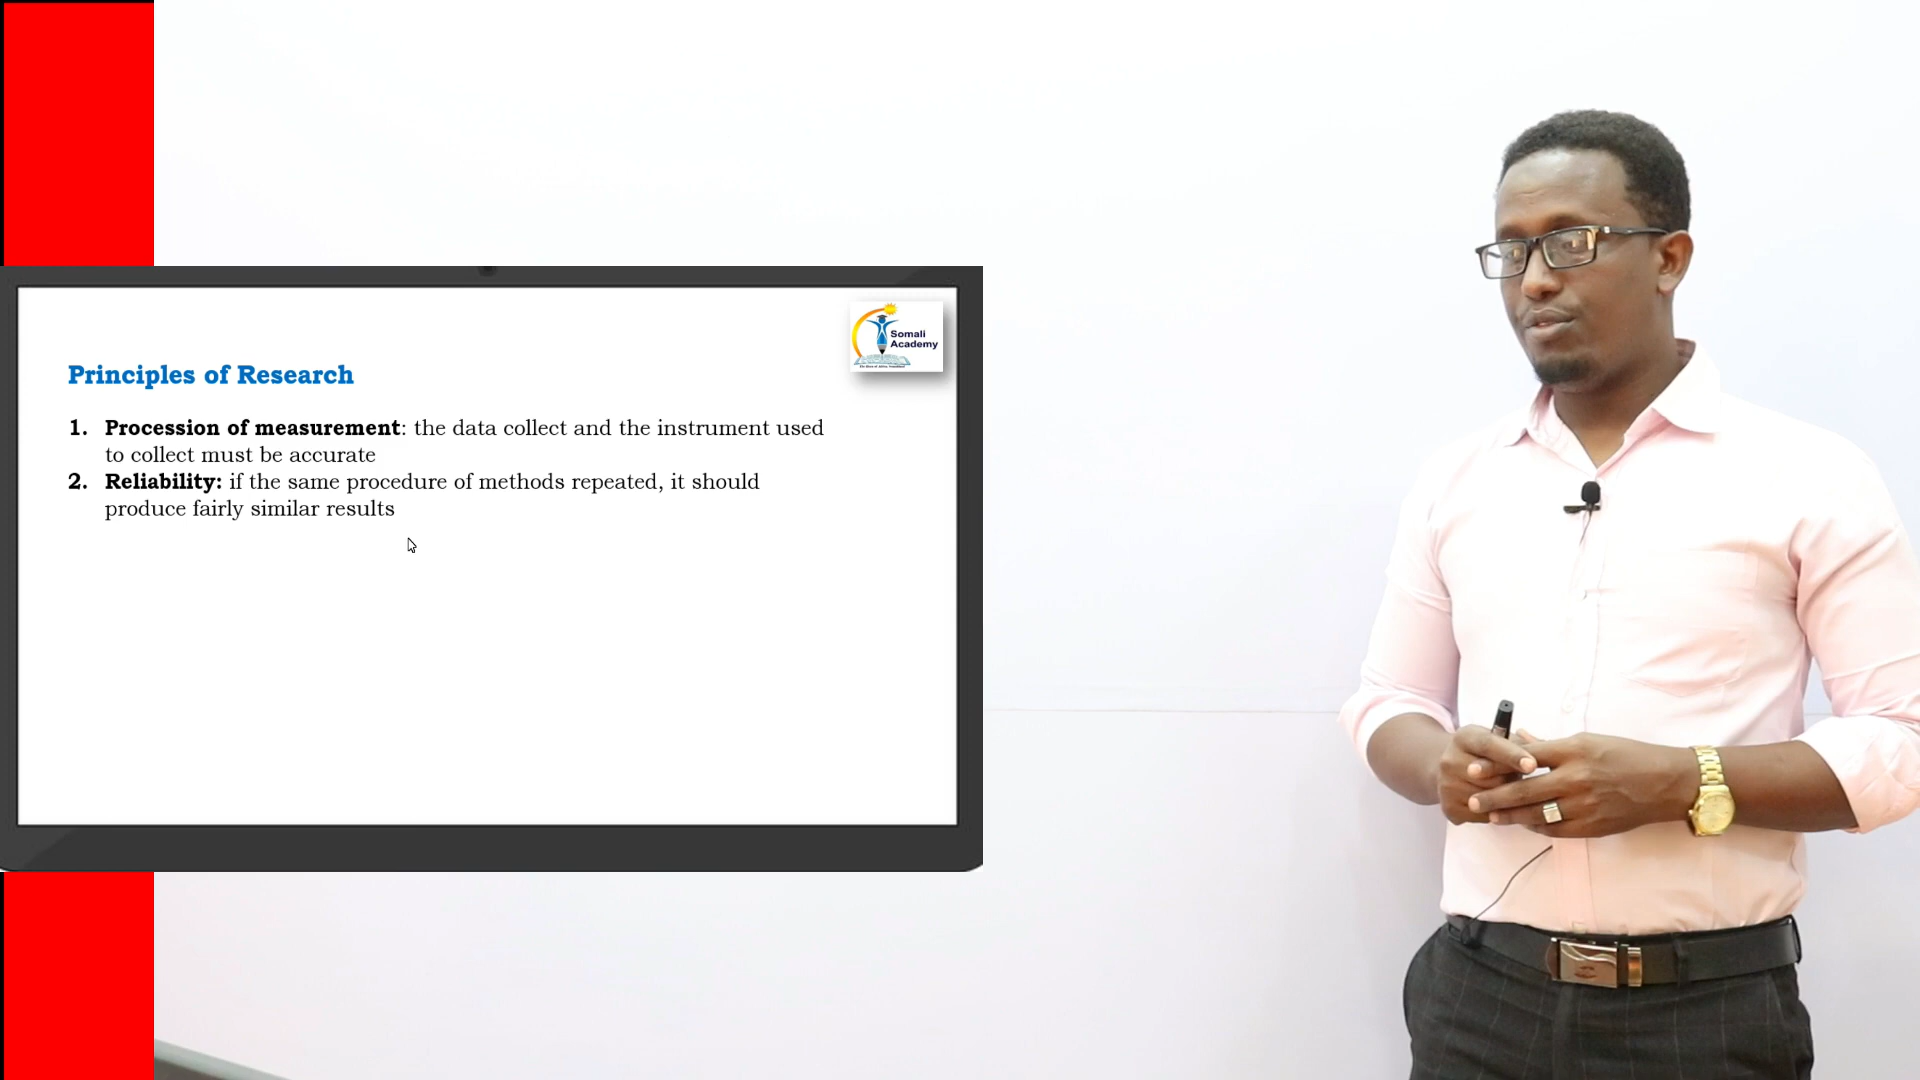 Somali
Academy
Principles of Research
1. Procession of measurement: the data collect and the instrument used
to collect must be accurate
2. Reliability: if the same procedure of methods repeated, it should
produce fairly similar results